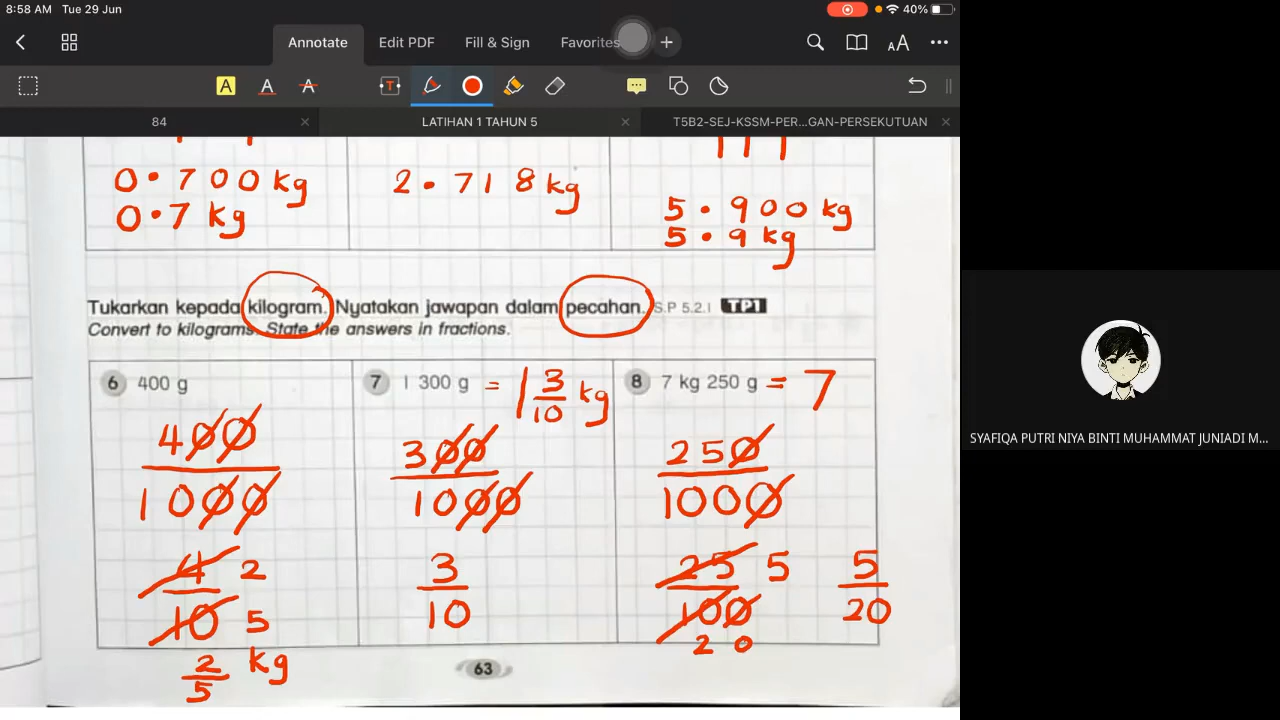 8:58 AM Tue 29 Jun
40%
Annotate Edit PDF Fill & Sign Favorites
84 LATIHAN 1 TAHUN 5 T5B2-SEJ-KSSM-PER...GAN-PERSEKUTUAN
0.700 kg 2.718 kg 5.900 kg
0.7 kg 5.9 kg
Tukarkan kepada kilogram. Nyatakan jawapan dalam pecahan. S.P 5.2.1 TP1
Convert to kilograms. State the answers in fractions.
6 400 g
400
1000
4 2
10 5
2
5 kg
7 1 300 g = 1 3/10 kg
300
1000
3
10
8 7 kg 250 g = 7
250
1000
25 5
100
20
5
20
63
SYAFIQA PUTRI NIYA BINTI MUHAMMAT JUNIADI M...